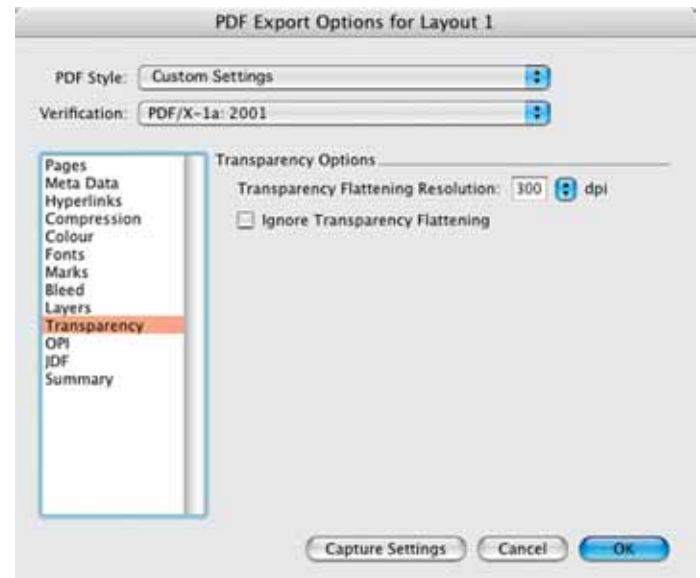 PDF Export Options for Layout 1
PDF Style: Custom Settings
Verification: PDF/X-1a: 2001
Pages
Meta Data
Hyperlinks
Compression
Colour
Fonts
Marks
Bleed
Layers
Transparency
OPI
JDF
Summary
Transparency Options
Transparency Flattening Resolution: 300 dpi
Ignore Transparency Flattening
Capture Settings Cancel OK